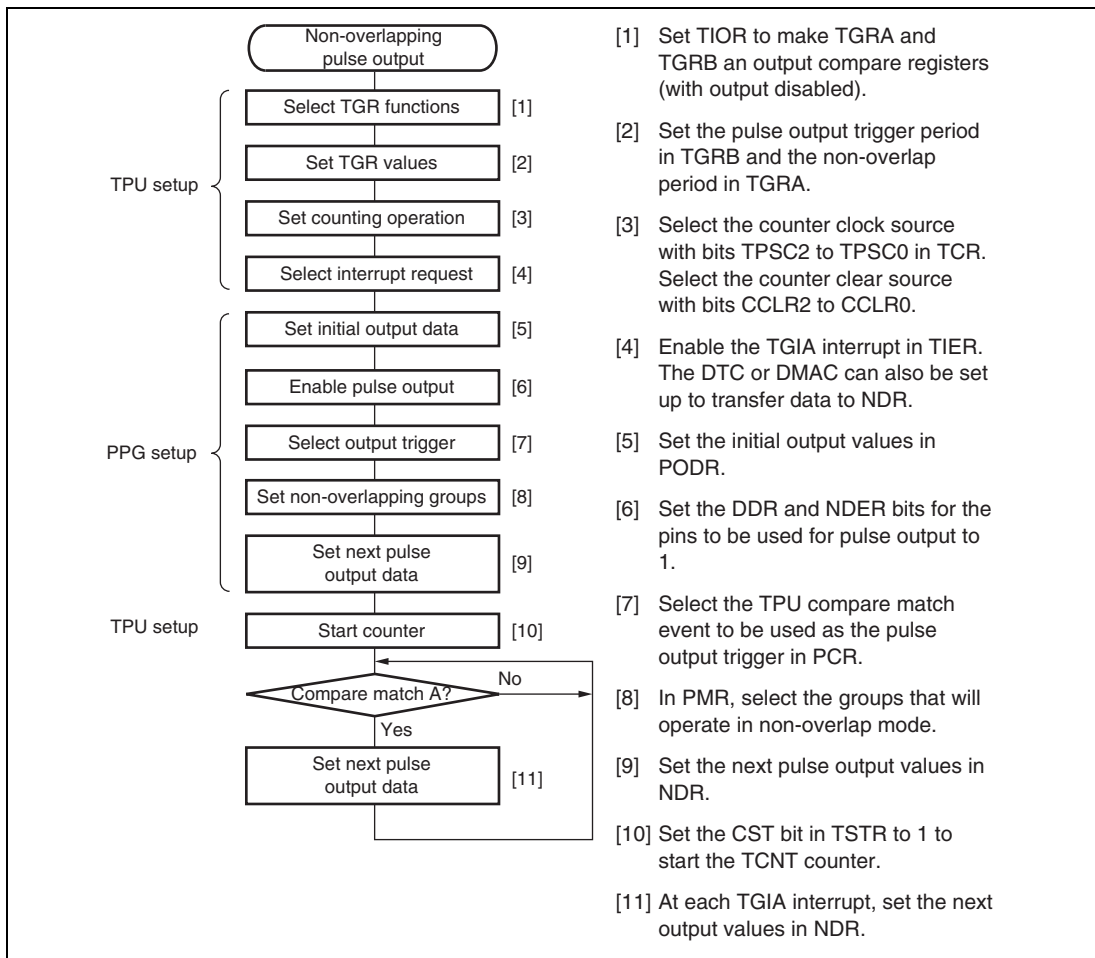 Non-overlapping
pulse output
Select TGR functions
[1]
Set TGR values
[2]
TPU setup
Set counting operation
[3]
Select interrupt request
[4]
Set initial output data
[5]
Enable pulse output
[6]
Select output trigger
[7]
PPG setup
Set non-overlapping groups
[8]
Set next pulse
output data
[9]
TPU setup
Start counter
[10]
Compare match A?
No
Yes
Set next pulse
output data
[11]
[1] Set TIOR to make TGRA and
TGRB an output compare registers
(with output disabled).
[2] Set the pulse output trigger period
in TGRB and the non-overlap
period in TGRA.
[3] Select the counter clock source
with bits TPSC2 to TPSC0 in TCR.
Select the counter clear source
with bits CCLR2 to CCLR0.
[4] Enable the TGIA interrupt in TIER.
The DTC or DMAC can also be set
up to transfer data to NDR.
[5] Set the initial output values in
PODR.
[6] Set the DDR and NDER bits for the
pins to be used for pulse output to
1.
[7] Select the TPU compare match
event to be used as the pulse
output trigger in PCR.
[8] In PMR, select the groups that will
operate in non-overlap mode.
[9] Set the next pulse output values in
NDR.
[10] Set the CST bit in TSTR to 1 to
start the TCNT counter.
[11] At each TGIA interrupt, set the next
output values in NDR.